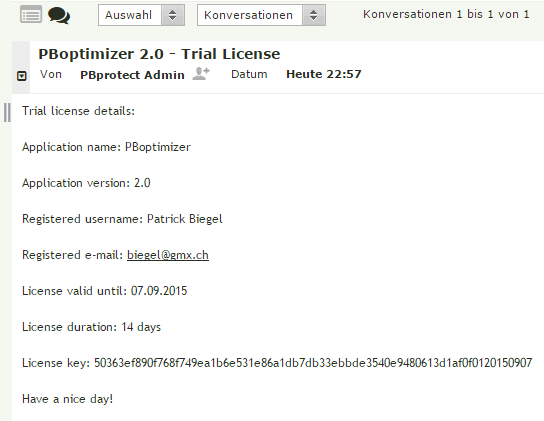 Auswahl Konversationen Konversationen 1 bis 1 von 1
PBoptimizer 2.0 - Trial License
Von PBprotect Admin Datum Heute 22:57
Trial license details:
Application name: PBoptimizer
Application version: 2.0
Registered username: Patrick Biegel
Registered e-mail: biegel@gmx.ch
License valid until: 07.09.2015
License duration: 14 days
License key: 50363ef890f768f749ea1b6e531e86a1db7db33ebbde3540e9480613d1af0f0120150907
Have a nice day!